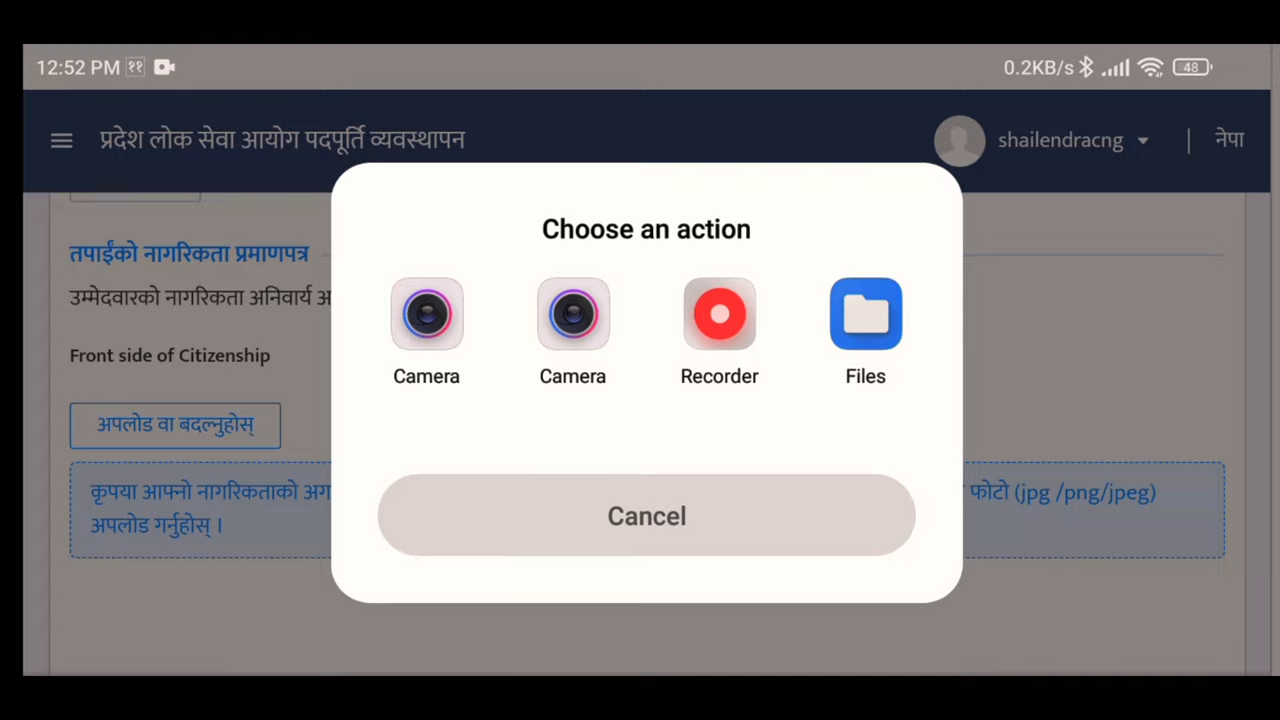 12:52 PM ११
0.2KB/s 48
प्रदेश लोक सेवा आयोग पदपूर्ति व्यवस्थापन
shailendracng | नेपा
Choose an action
तपाईंको नागरिकता प्रमाणपत्र
उम्मेदवारको नागरिकता अनिवार्य अ
Front side of Citizenship
Camera Camera Recorder Files
अपलोड वा बदल्नुहोस्
कृपया आफ्नो नागरिकताको अग फोटो (jpg /png/jpeg)
अपलोड गर्नुहोस् ।
Cancel